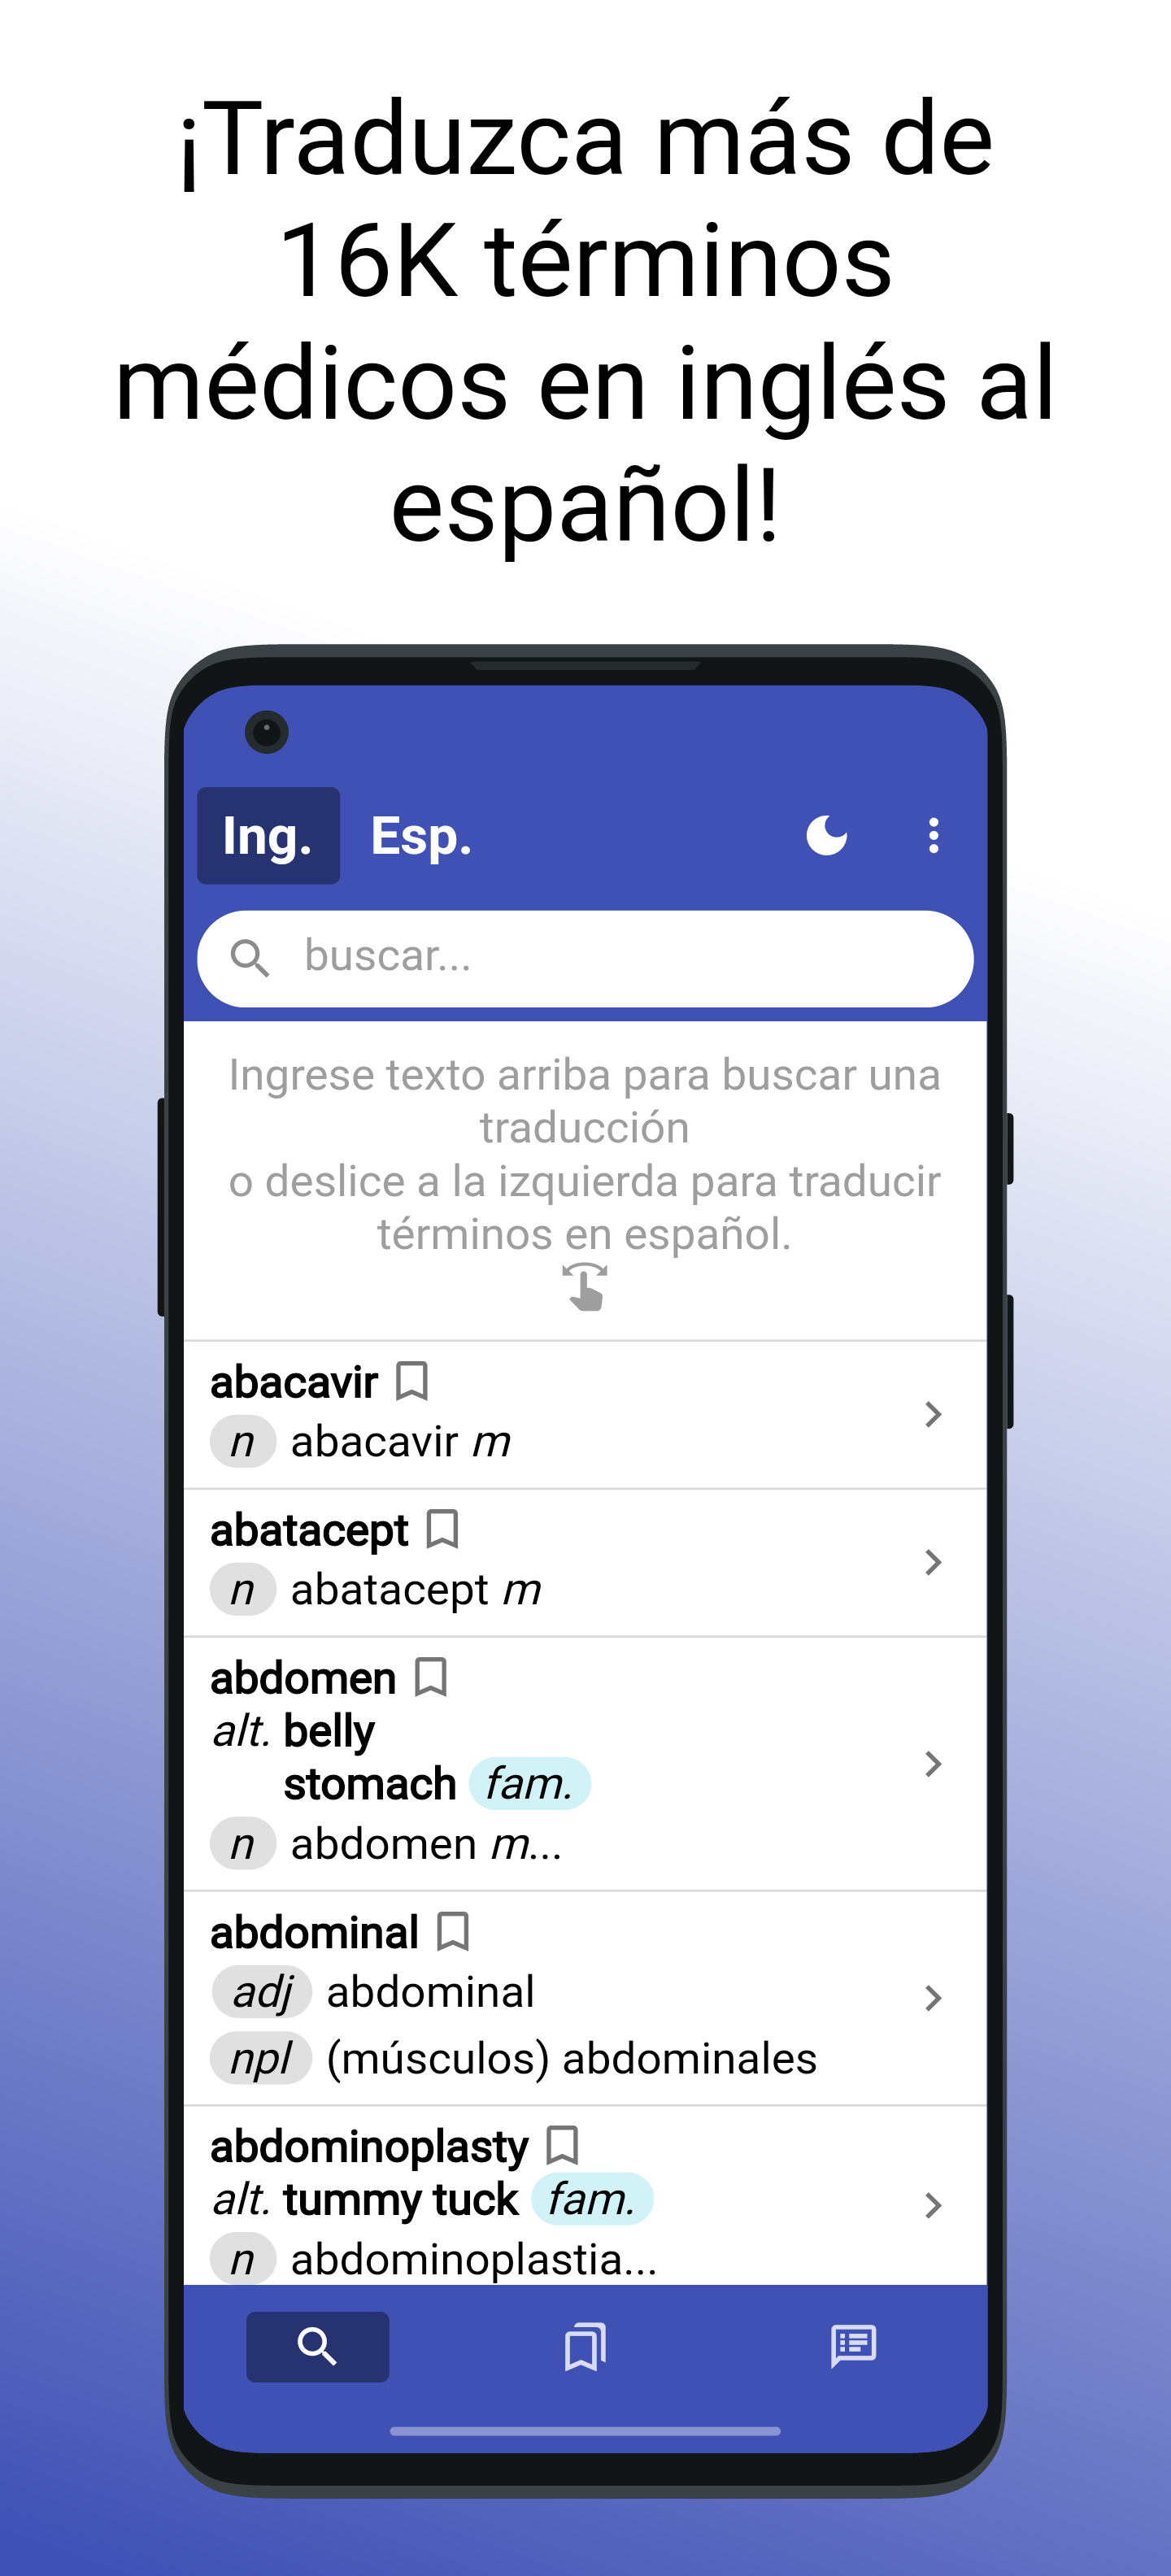 ¡Traduzca más de
16K términos
médicos en inglés al
español!
Ing. Esp.
buscar...
Ingrese texto arriba para buscar una
traducción
o deslice a la izquierda para traducir
términos en español.
abacavir
n abacavir m
abatacept
n abatacept m
abdomen
alt. belly
stomach fam.
n abdomen m...
abdominal
adj abdominal
npl (músculos) abdominales
abdominoplasty
alt. tummy tuck fam.
n abdominoplastia...